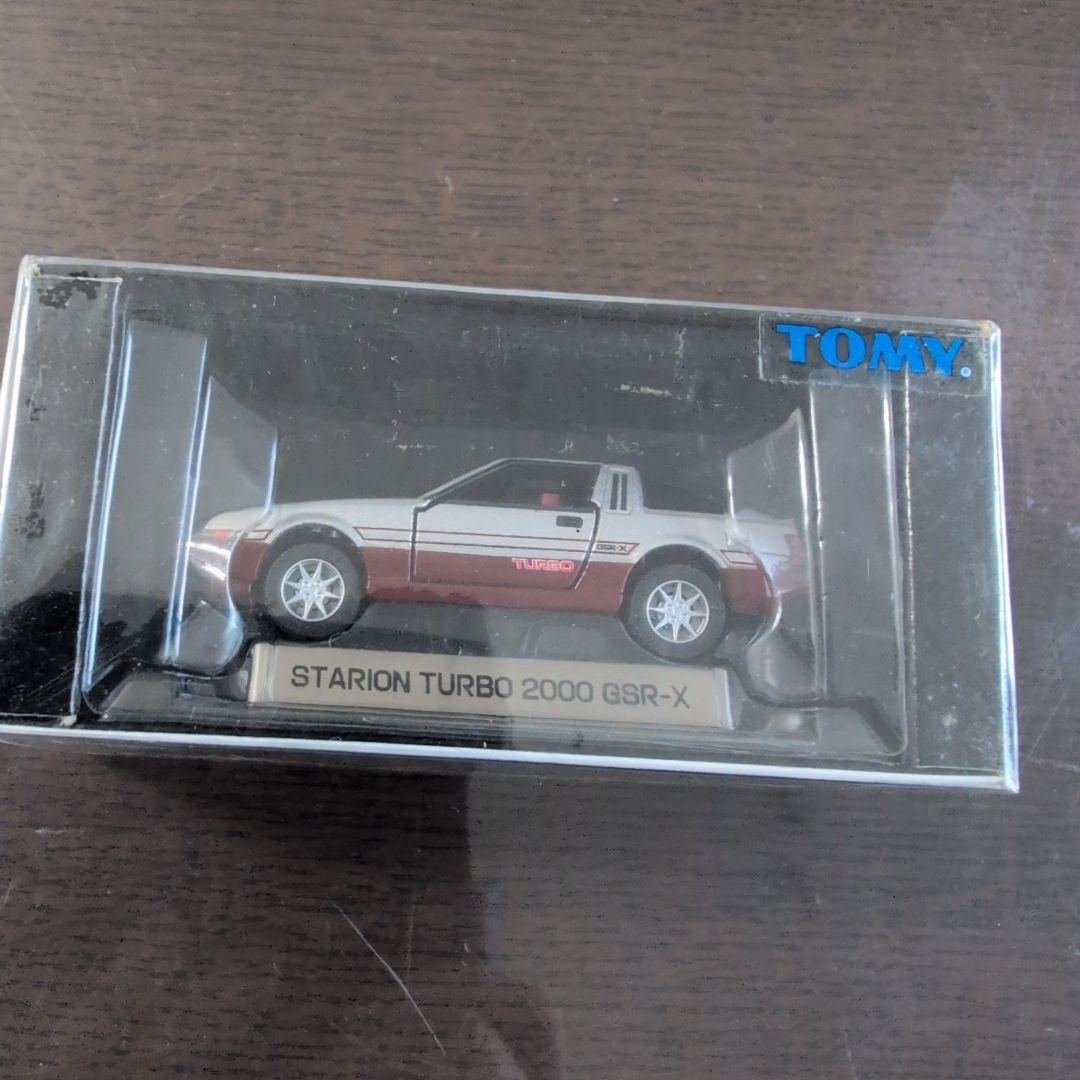 TOMY.
TURBO
GSR-X
STARION TURBO 2000 GSR-X